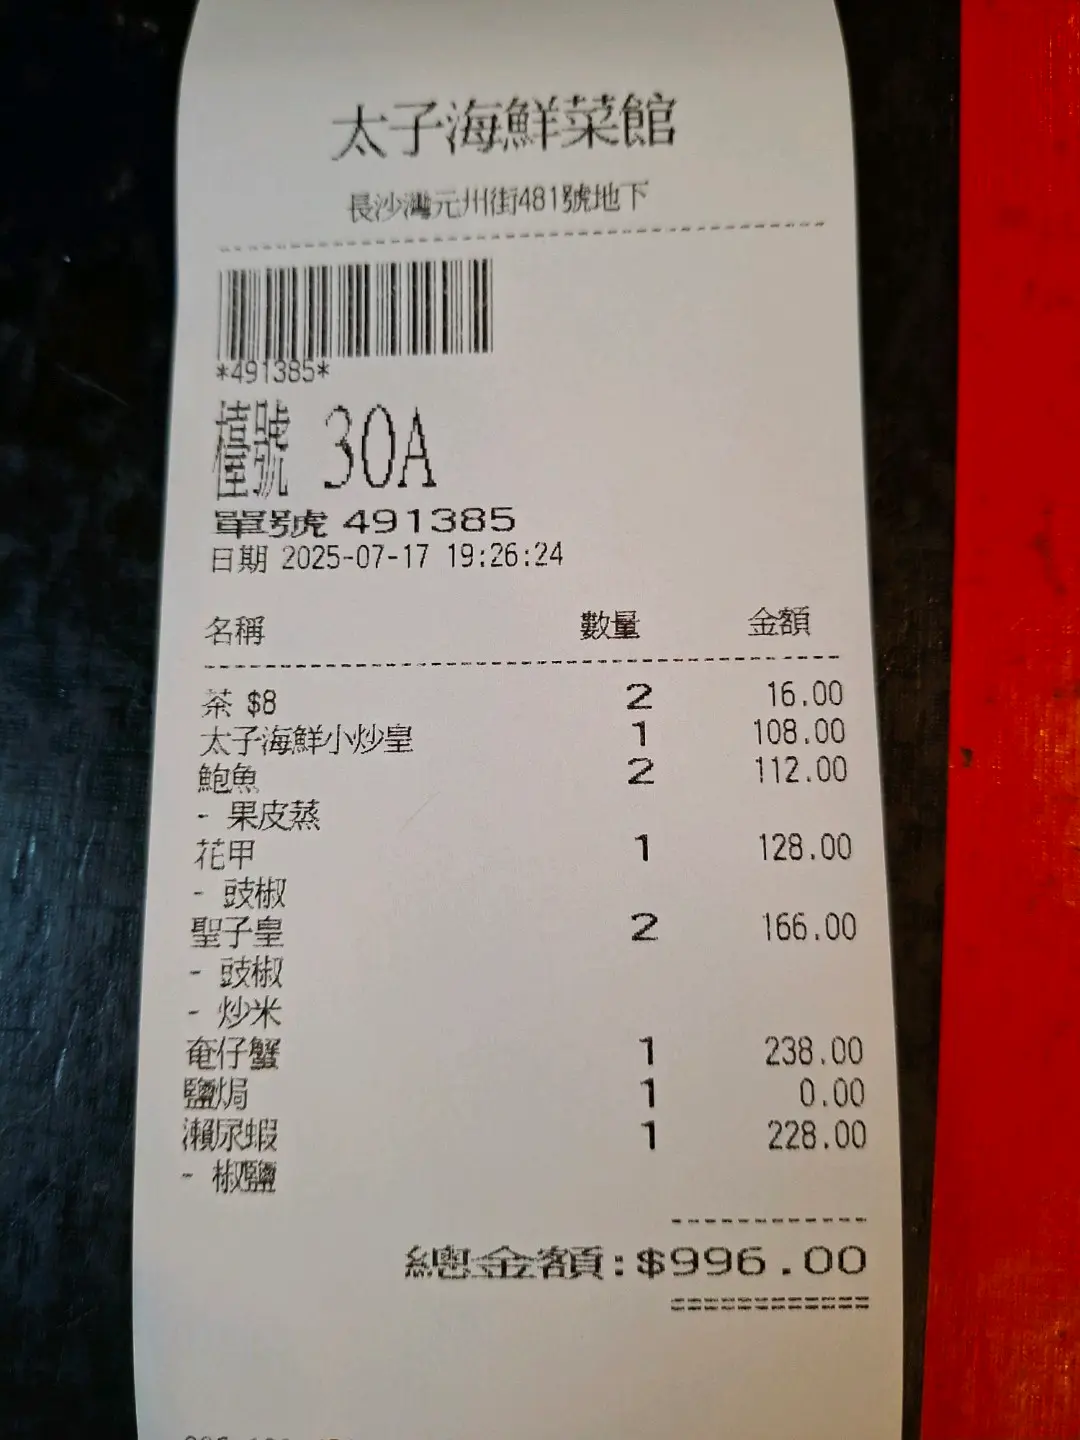 太子海鮮菜館
長沙灣元州街481號地下
*491385*
檯號 30A
單號 491385
日期 2025-07-17 19:26:24
名稱 數量 金額
茶 $8 2 16.00
太子海鮮小炒皇 1 108.00
鮑魚 2 112.00
- 果皮蒸
花甲 1 128.00
- 豉椒
聖子皇 2 166.00
- 豉椒
- 炒米
奄仔蟹 1 238.00
鹽焗 1 0.00
瀨尿蝦 1 228.00
- 椒鹽
總金額:$996.00